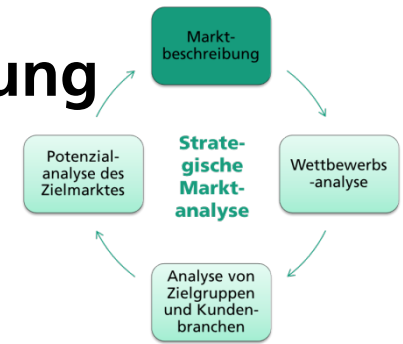 ung
Markt-
beschreibung
Strate-
gische
Markt-
analyse
Wettbewerbs
-analyse
Analyse von
Zielgruppen
und Kunden-
branchen
Potenzial-
analyse des
Zielmarktes